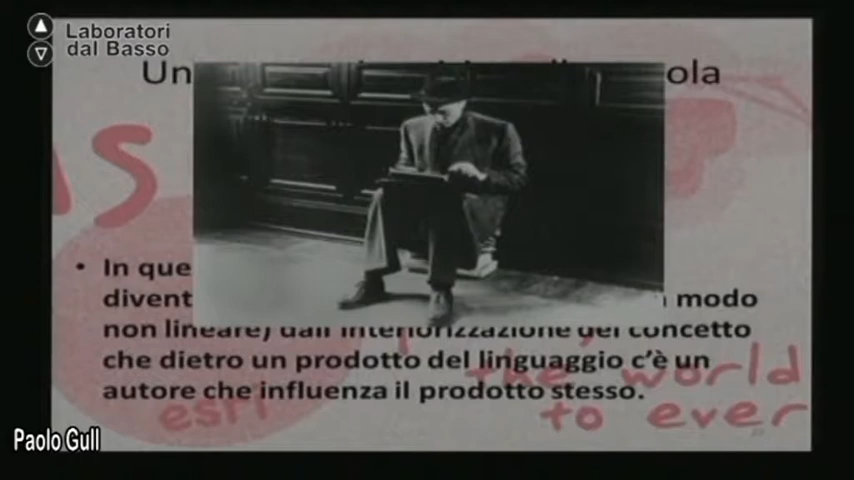 Laboratori
dal Basso
Un ola
• In que
divent modo
non lineare) dall'interiorizzazione del concetto
che dietro un prodotto del linguaggio c'è un
autore che influenza il prodotto stesso.
the world
to ever
esri
Paolo Gull